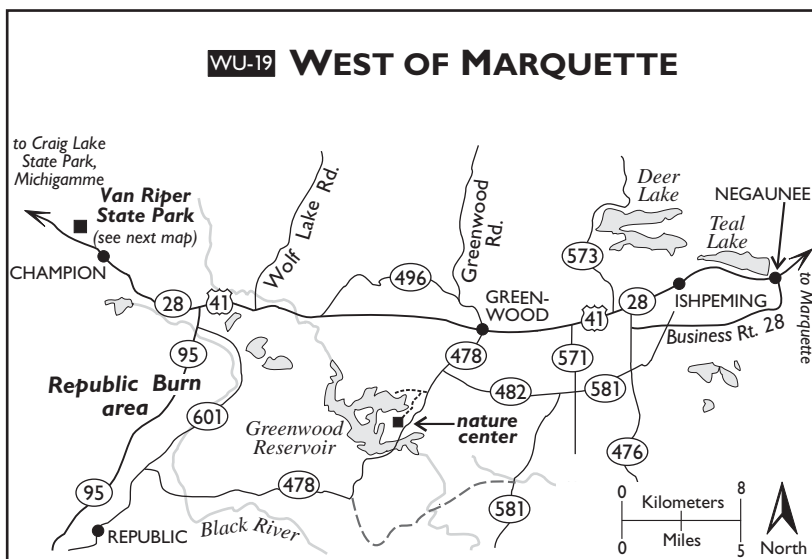 WU-19 WEST OF MARQUETTE
to Craig Lake
State Park,
Michigamme
Van Riper
State Park
(see next map)
CHAMPION
Wolf Lake Rd.
Greenwood
Rd.
Deer
Lake
NEGAUNEE
Teal
Lake
to Marquette
573
496
28
41
GREEN-
WOOD
41
28
ISHPEMING
Business Rt. 28
95
Republic Burn
area
601
478
571
482
581
Greenwood
Reservoir
nature
center
476
478
95
REPUBLIC
Black River
581
0
8
Kilometers
Miles
0
5
North